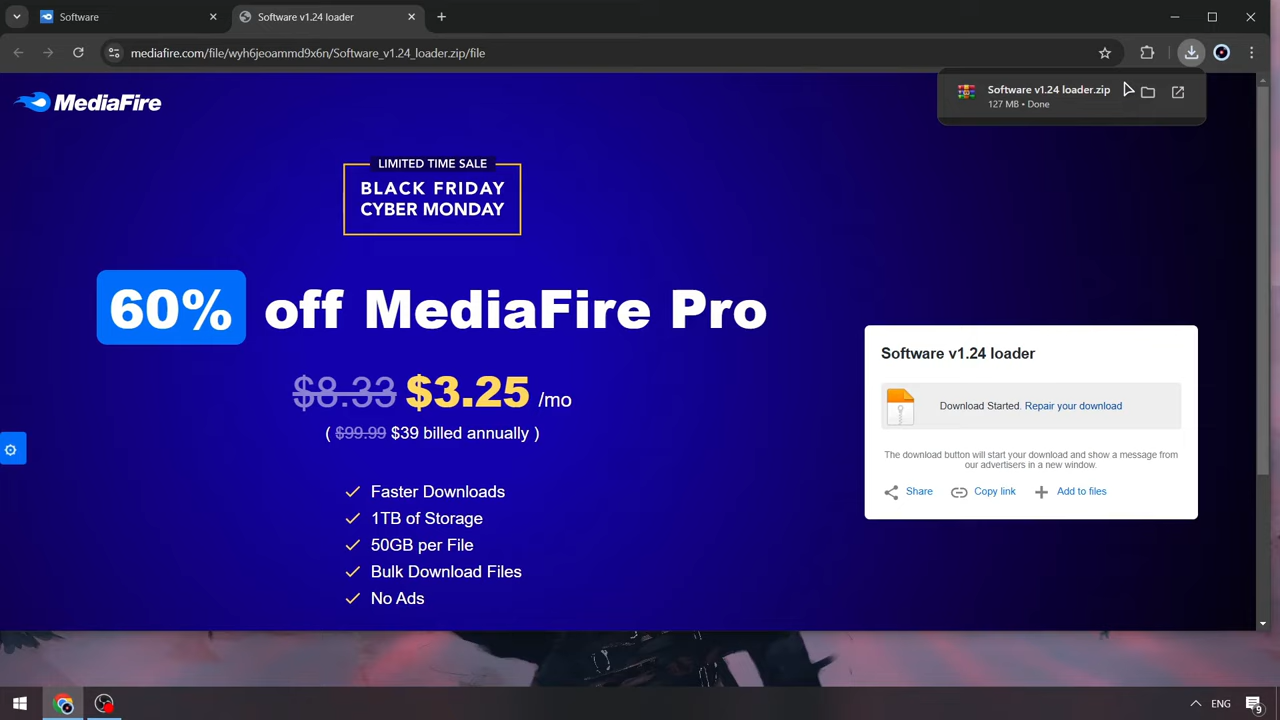 Software
Software v1.24 loader
mediafire.com/file/wyh6jeoammd9x6n/Software_v1.24_loader.zip/file
Software v1.24 loader.zip
127 MB • Done
MediaFire
LIMITED TIME SALE
BLACK FRIDAY
CYBER MONDAY
60% off MediaFire Pro
$8.33 $3.25 /mo
( $99.99 $39 billed annually )
Faster Downloads
1TB of Storage
50GB per File
Bulk Download Files
No Ads
Software v1.24 loader
Download Started. Repair your download
The download button will start your download and show a message from
our advertisers in a new window.
Share
Copy link
Add to files
ENG
9